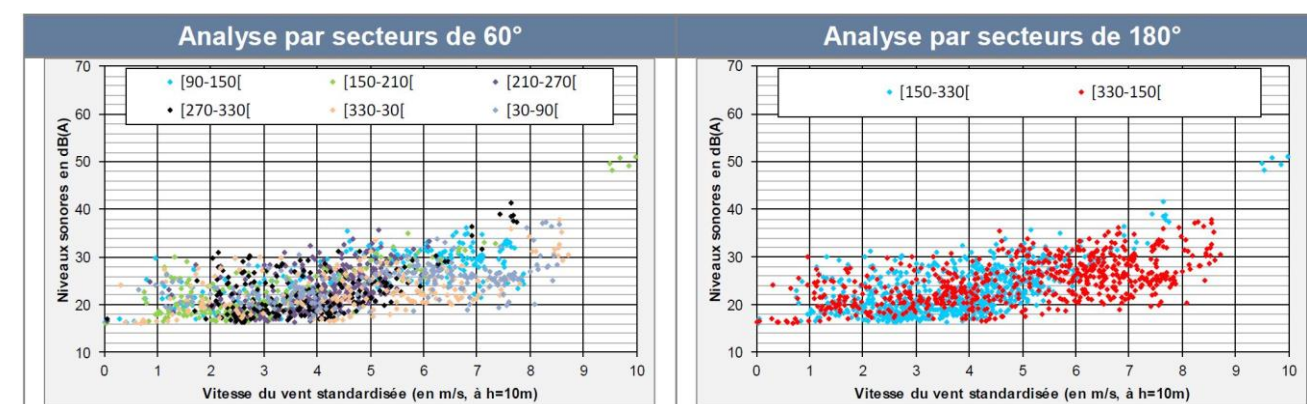 Analyse par secteurs de 60°
Analyse par secteurs de 180°
Niveaux sonores en dB(A)
70
60
50
40
30
20
10
[90-150[
[150-210[
[210-270[
[270-330[
[330-30[
[30-90[
0 1 2 3 4 5 6 7 8 9 10
Vitesse du vent standardisée (en m/s, à h=10m)
Niveaux sonores en dB(A)
70
60
50
40
30
20
10
[150-330[
[330-150[
0 1 2 3 4 5 6 7 8 9 10
Vitesse du vent standardisée (en m/s, à h=10m)